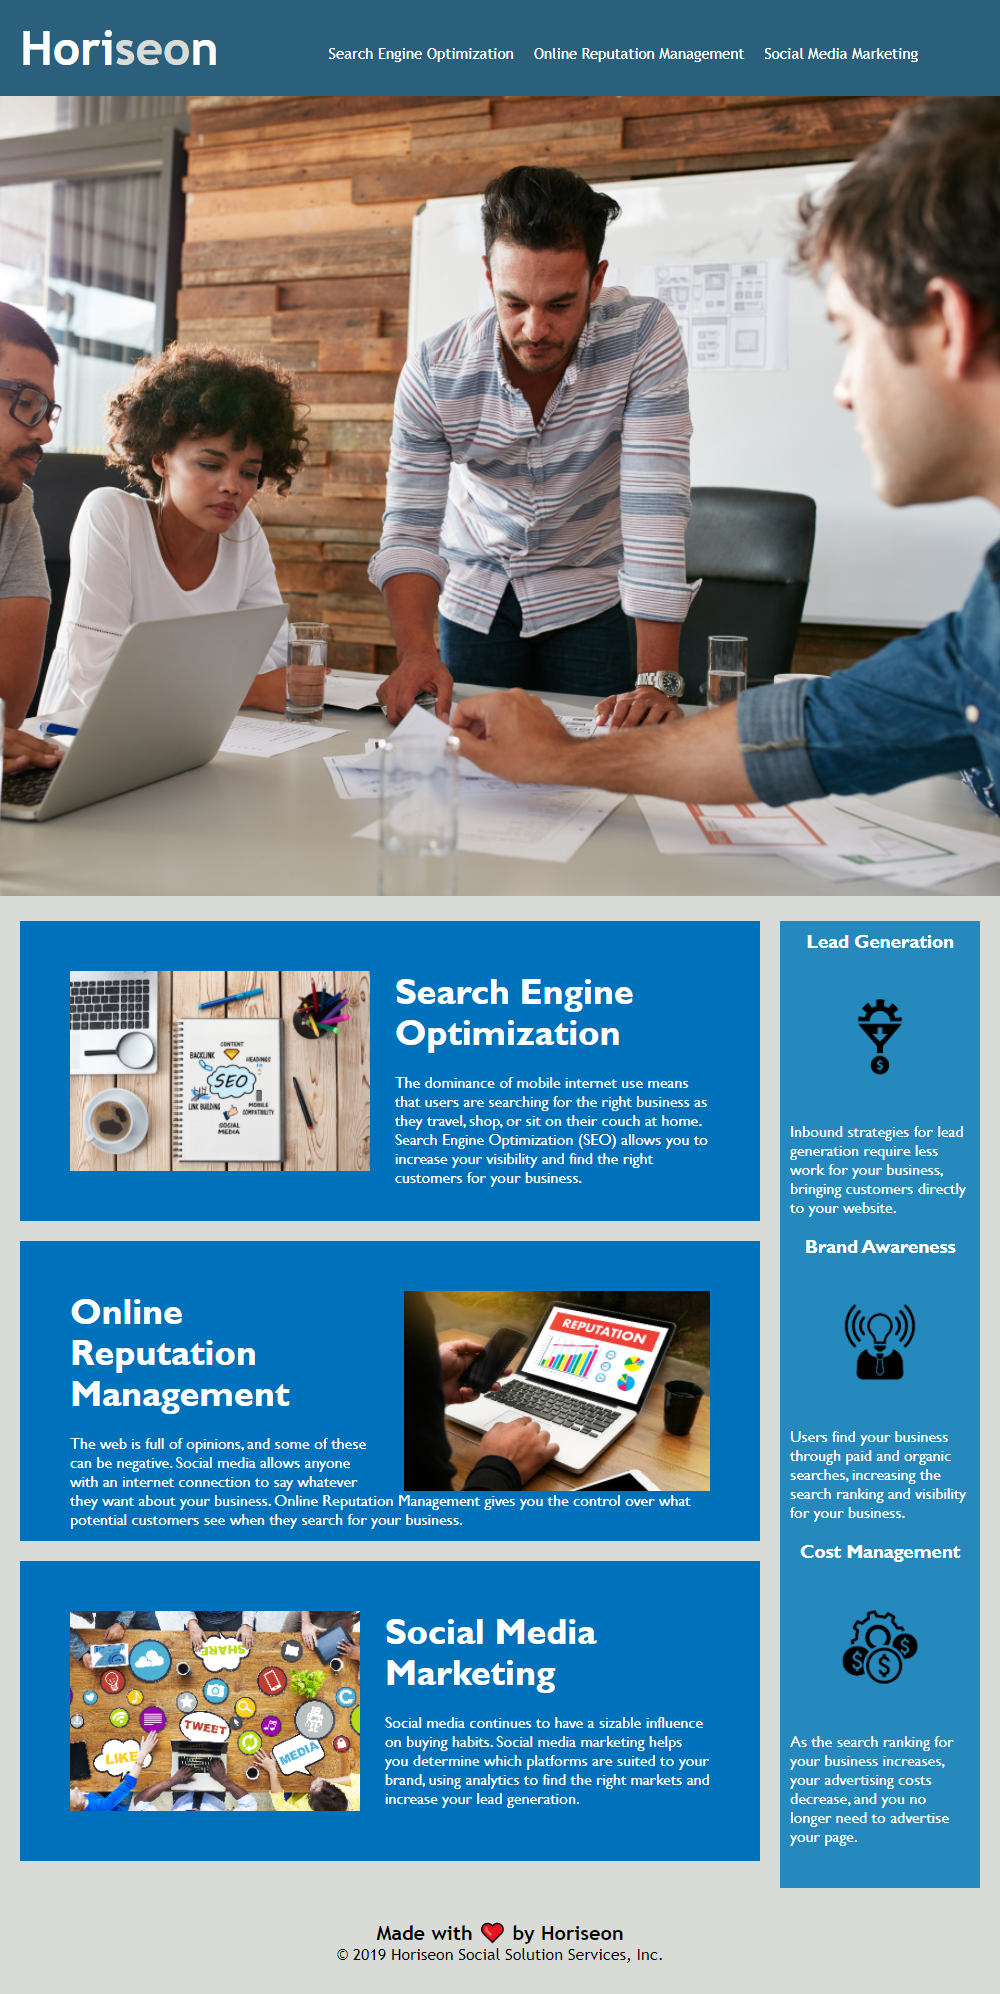 Horiseon
Search Engine Optimization
Online Reputation Management
Social Media Marketing
Search Engine
Optimization
The dominance of mobile internet use means
that users are searching for the right business as
they travel, shop, or sit on their couch at home.
Search Engine Optimization (SEO) allows you to
increase your visibility and find the right
customers for your business.
CONTENT
BACKLINK
HEADINGS
SEO
LINK BUILDING
MOBILE
COMPATIBILITY
SOCIAL
MEDIA
Online
Reputation
Management
The web is full of opinions, and some of these
can be negative. Social media allows anyone
with an internet connection to say whatever
they want about your business. Online Reputation Management gives you the control over what
potential customers see when they search for your business.
REPUTATION
SHARE
TWEET
LIKE
MEDIA
Social Media
Marketing
Social media continues to have a sizable influence
on buying habits. Social media marketing helps
you determine which platforms are suited to your
brand, using analytics to find the right markets and
increase your lead generation.
Lead Generation
Inbound strategies for lead
generation require less
work for your business,
bringing customers directly
to your website.
Brand Awareness
Users find your business
through paid and organic
searches, increasing the
search ranking and visibility
for your business.
Cost Management
As the search ranking for
your business increases,
your advertising costs
decrease, and you no
longer need to advertise
your page.
Made with ❤️ by Horiseon
© 2019 Horiseon Social Solution Services, Inc.